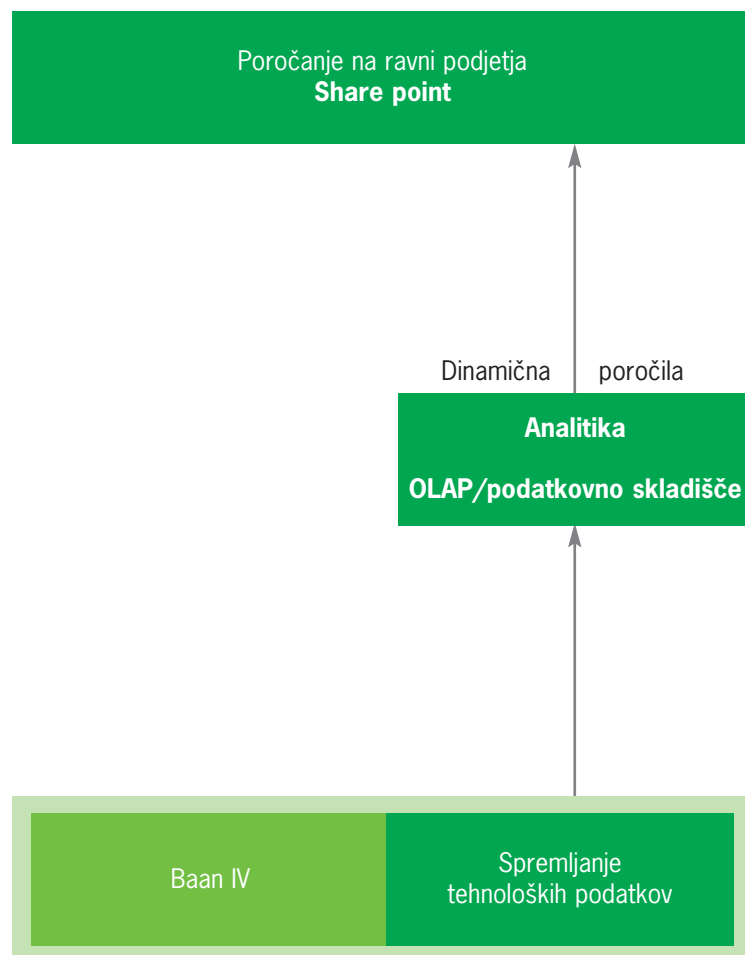 Poročanje na ravni podjetja
Share point
Dinamična poročila
Analitika
OLAP/podatkovno skladišče
Baan IV
Spremljanje
tehnoloških podatkov